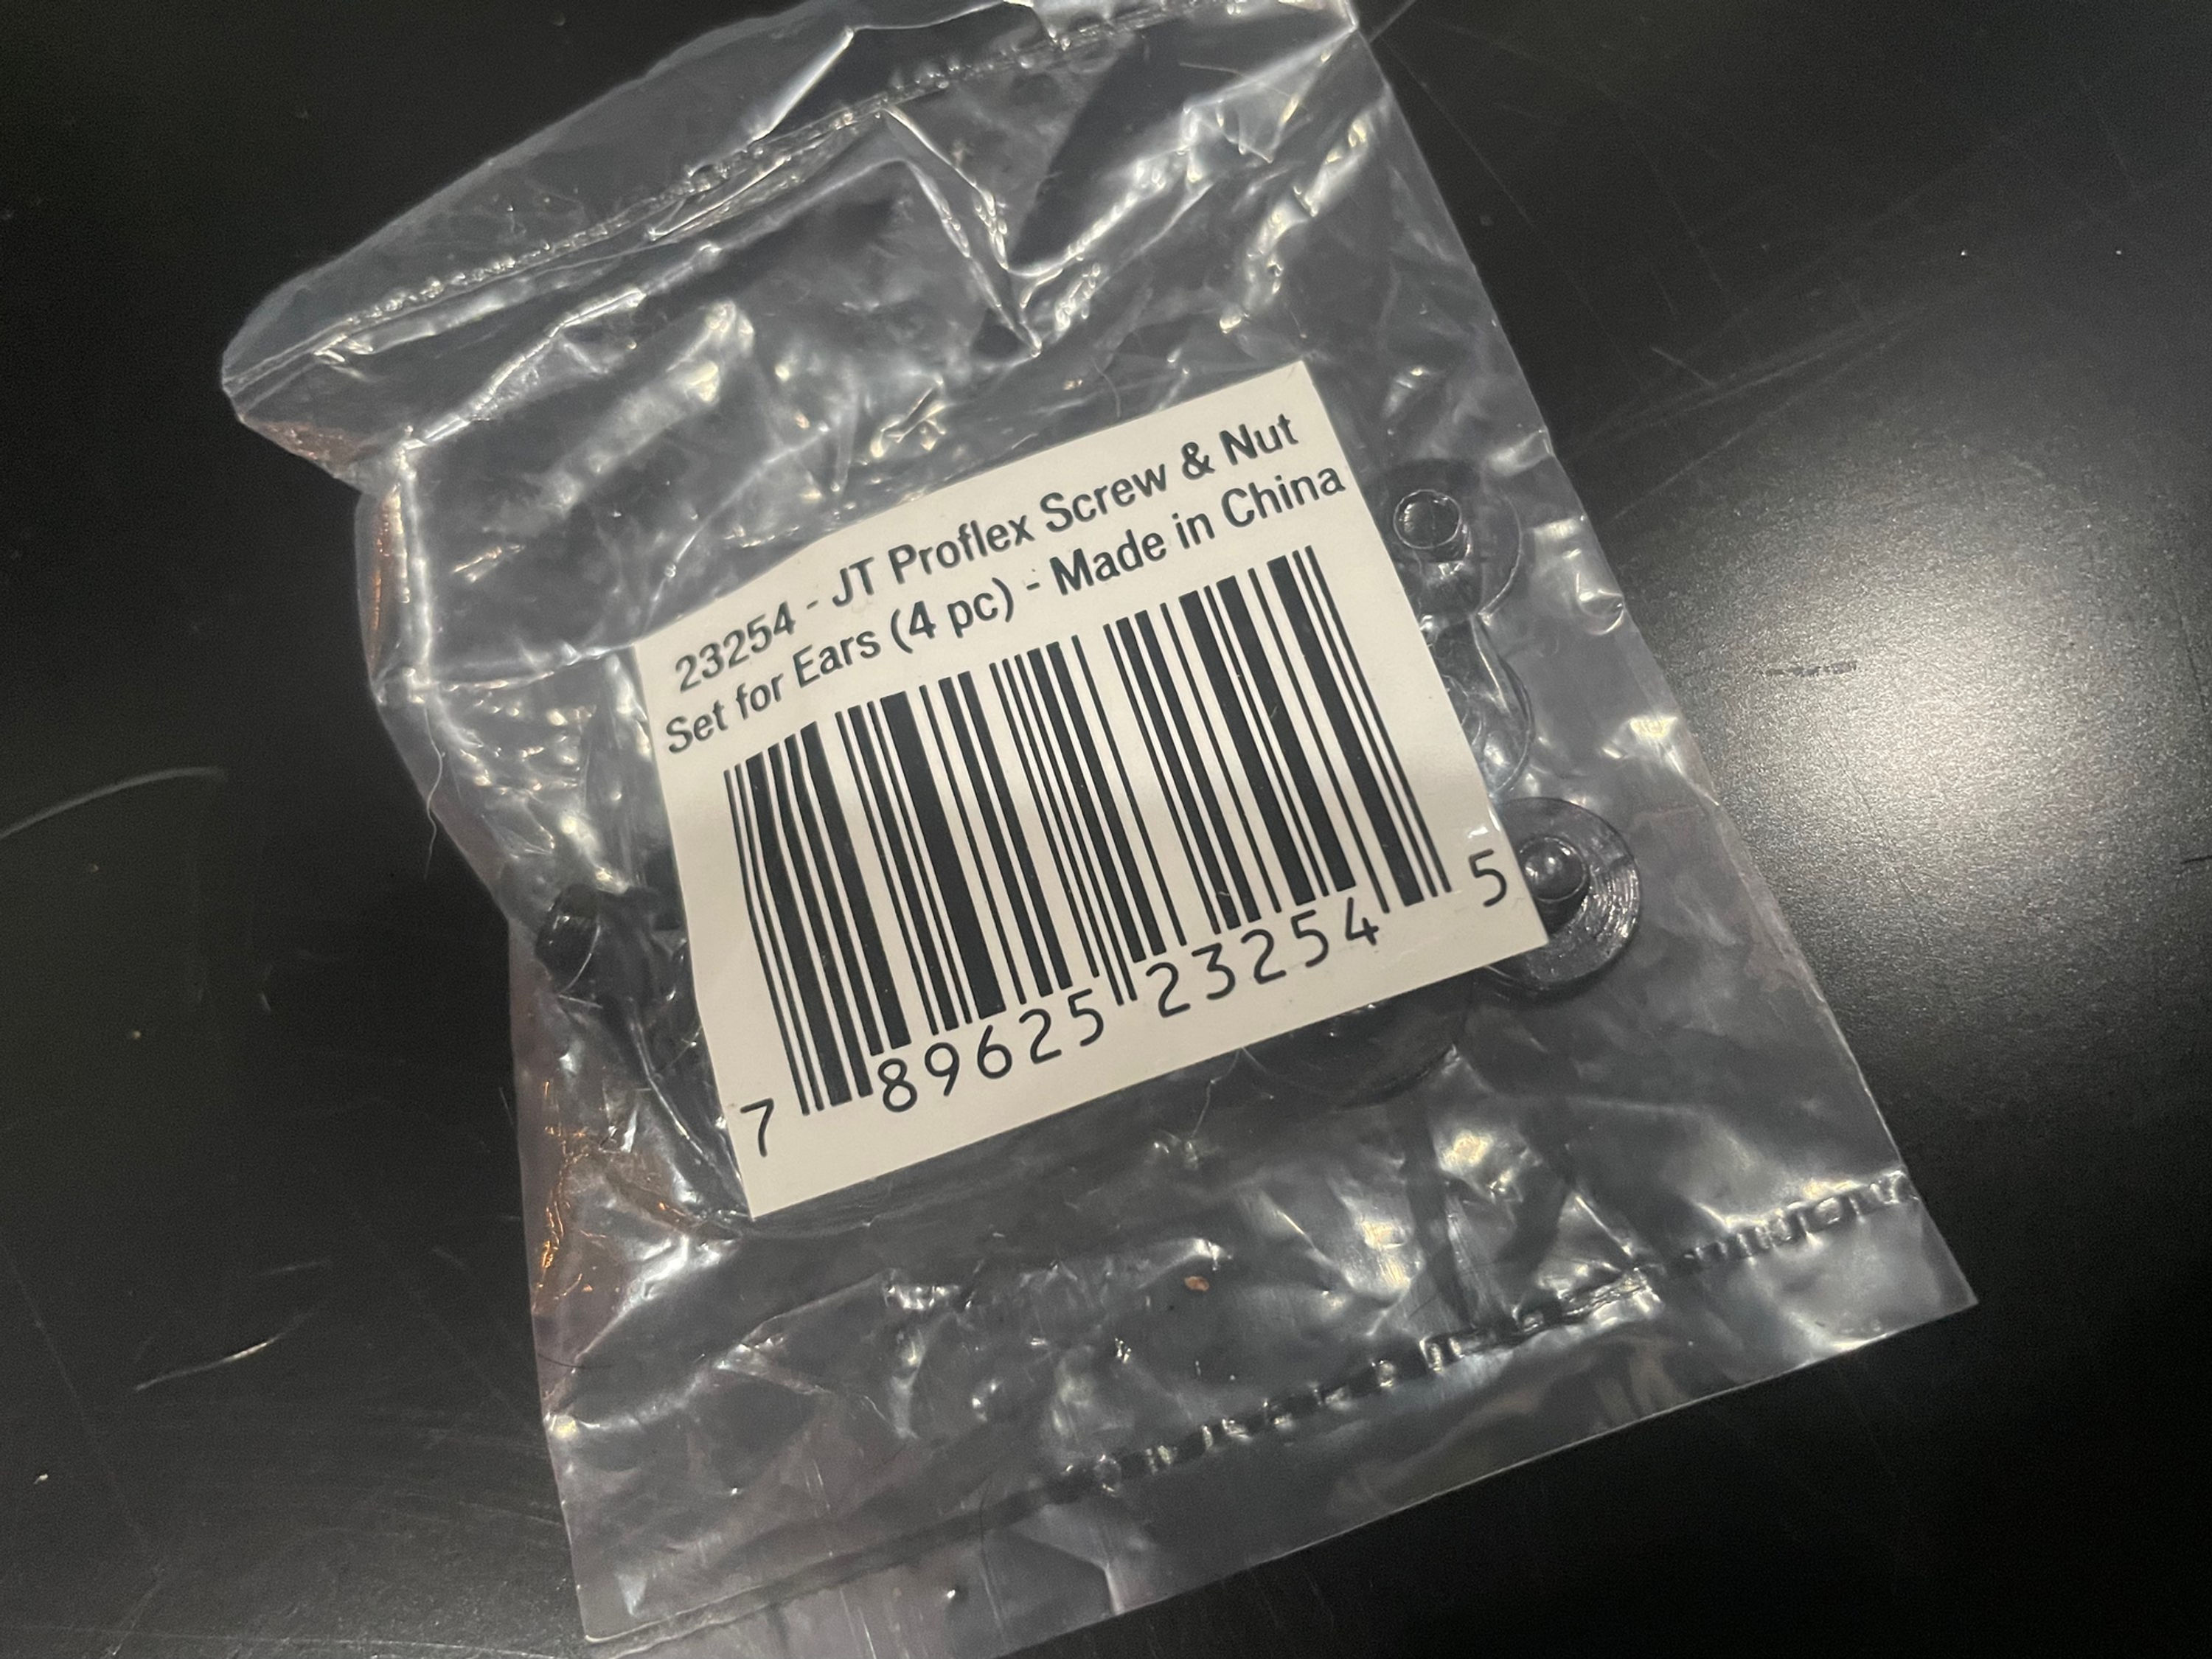 23254 - JT Proflex Screw & Nut
Set for Ears (4 pc) - Made in China
7 89625 23254 5